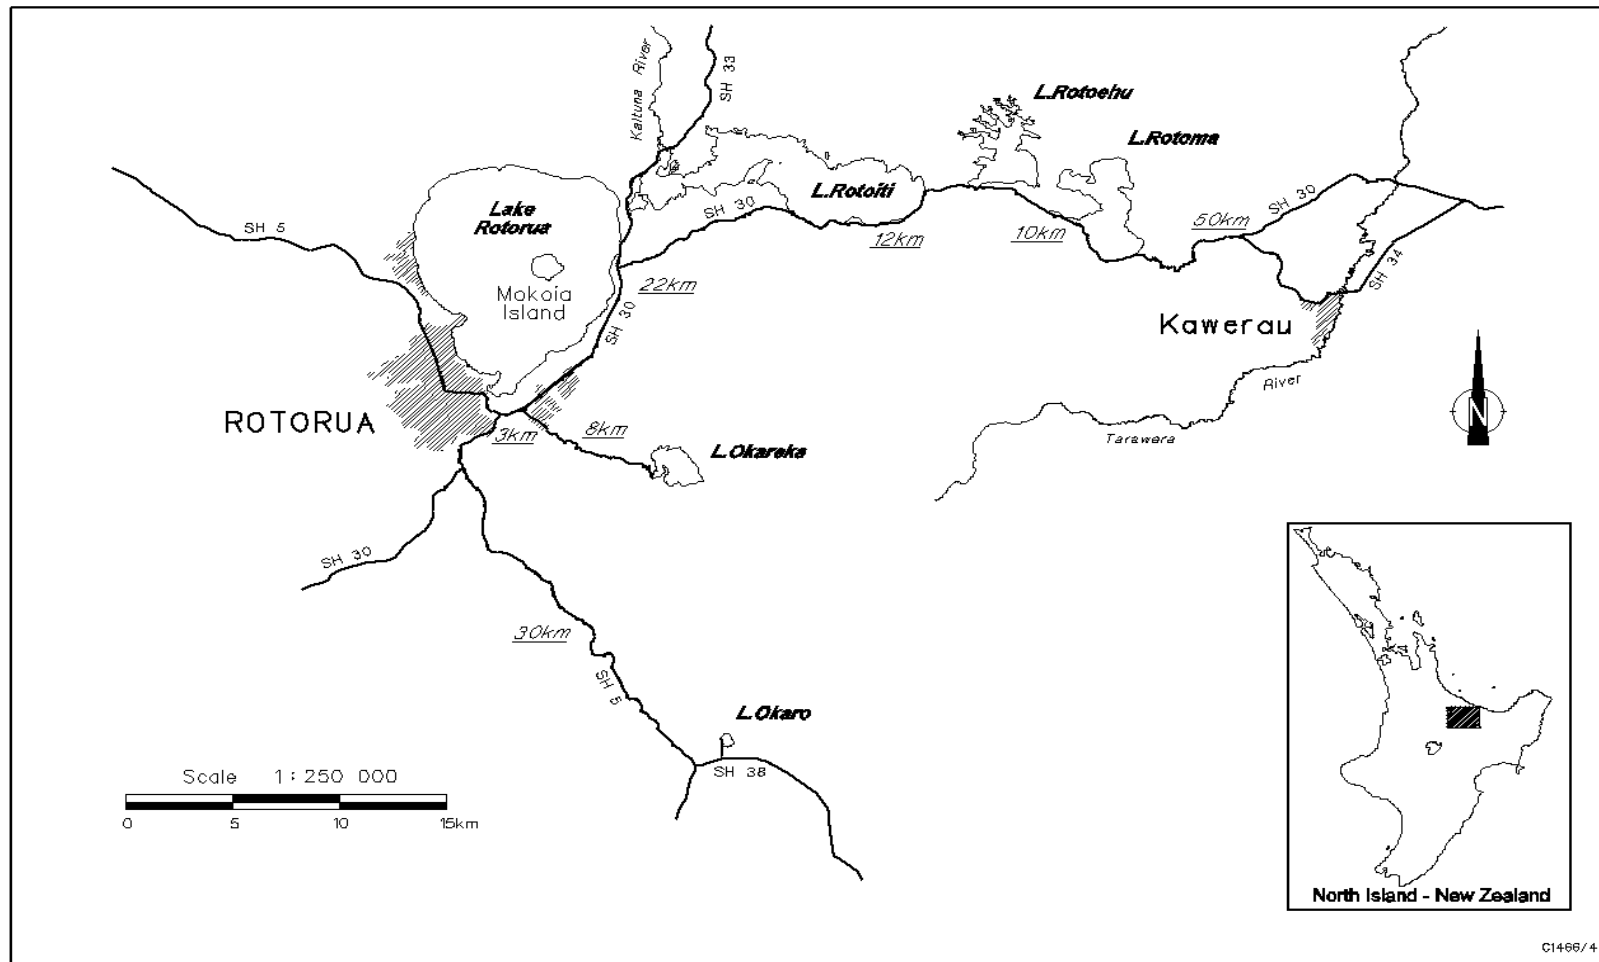 Kaituna River
SH 33
L.Rotoehu
L.Rotoma
SH 5
Lake
Rotorua
L.Rotoiti
SH 30
50km
SH 30
12km
10km
Mokoia
Island
22km
SH 30
SH 34
Kawerau
River
Tarawera
ROTORUA
3km
8km
L.Okareka
N
SH 30
30km
SH 5
L.Okaro
SH 38
Scale 1:250 000
0 5 10 15km
North Island - New Zealand
C1466/4